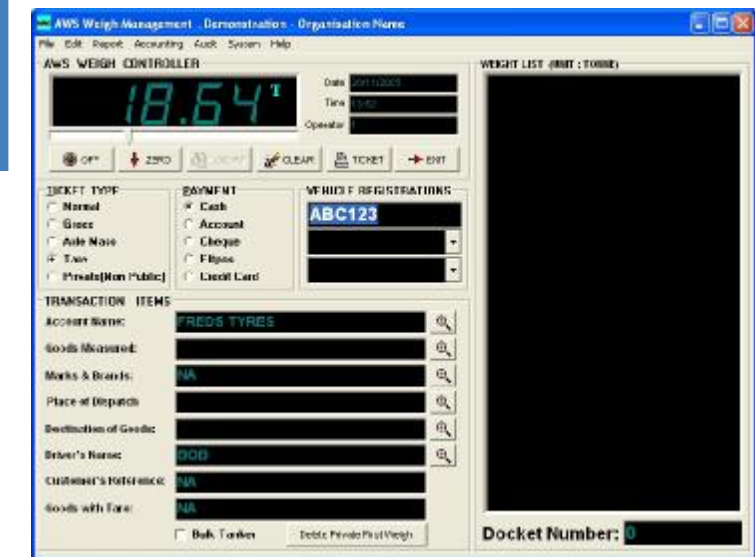 AWS Weigh Management - Demonstration - Organisation Name
File Edit Report Accounting Audit System Help
AWS WEIGH CONTROLLER
18.64 T
Date
Time
Operator
OFF ZERO CLEAR TICKET EXIT
TICKET TYPE
Normal
Gross
Axle Mass
Tare
Private(Non Public)
PAYMENT
Cash
Account
Cheque
Eftpos
Credit Card
VEHICLE REGISTRATIONS
ABC123
TRANSACTION ITEMS
Account Name: FREDS TYRES
Goods Measured:
Marks & Brands: NA
Place of Dispatch
Destination of Goods:
Driver's Name: BOB
Customer's Reference: NA
Goods with Tare: NA
Bulk Tanker Delete Private First Weigh
WEIGHT LIST (UNIT : TONNE)
Docket Number: 0